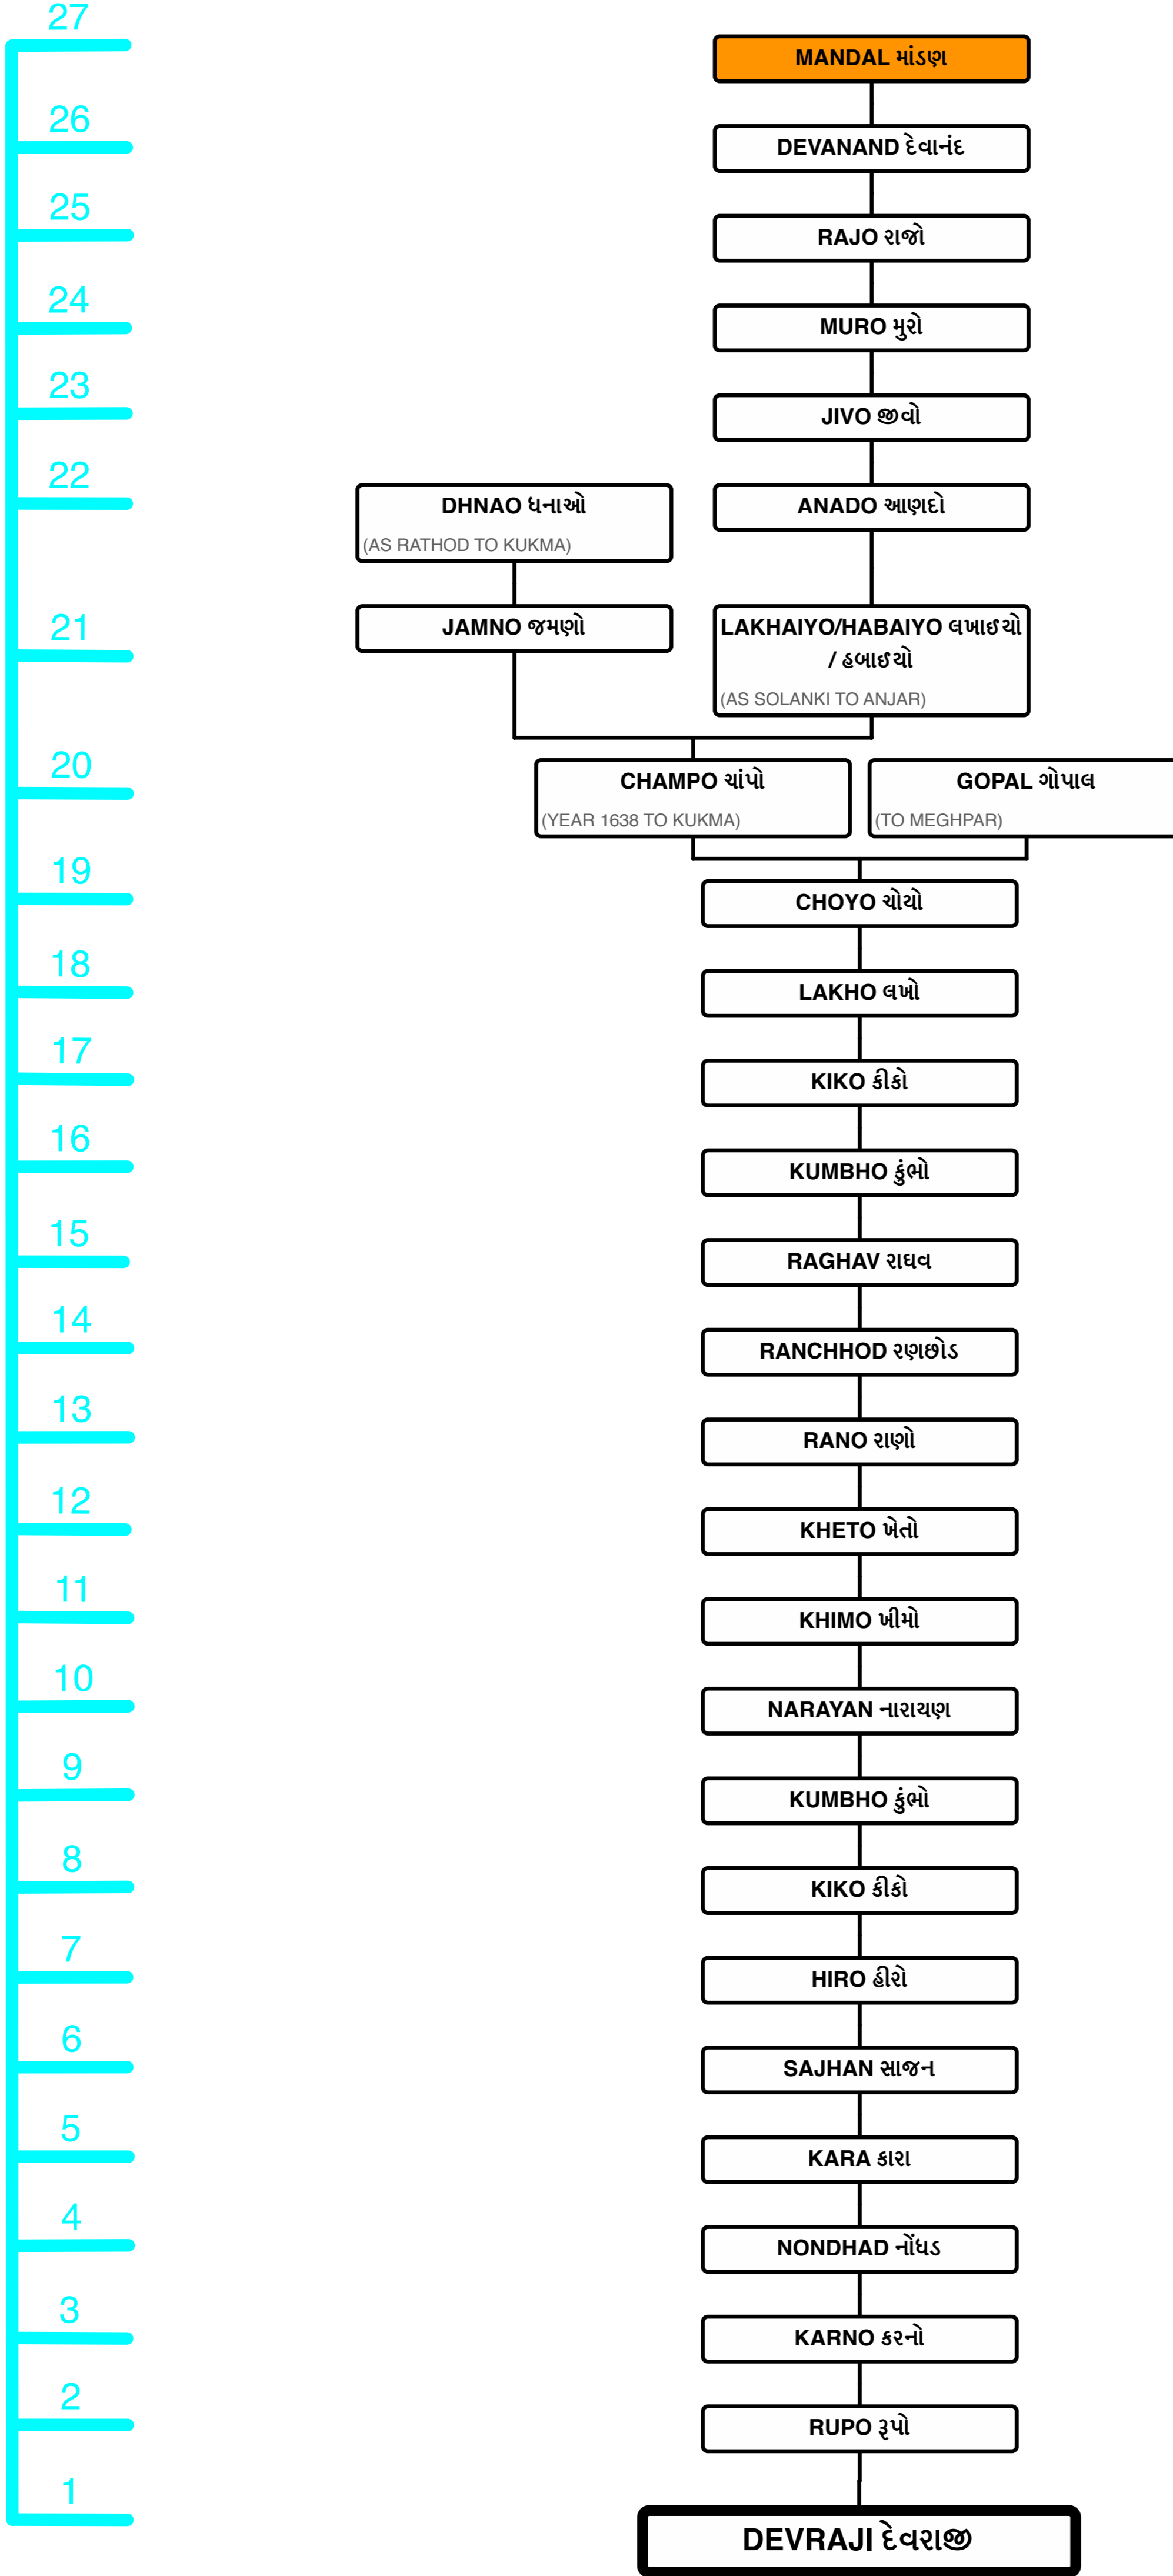 27
MANDAL માંડણ
26
DEVANAND દેવાનંદ
25
RAJO રાજો
24
MURO મુરો
23
JIVO જીવો
22
DHNAO ધનાઓ
(AS RATHOD TO KUKMA)
ANADO આણદો
21
JAMNO જમણો
LAKHAIYO/HABAIYO લખાઈયો
/ હબાઈયો
(AS SOLANKI TO ANJAR)
20
CHAMPO ચાંપો
(YEAR 1638 TO KUKMA)
GOPAL ગોપાલ
(TO MEGHPAR)
19
CHOYO ચોયો
18
LAKHO લખો
17
KIKO કીકો
16
KUMBHO કુંભો
15
RAGHAV રાઘવ
14
RANCHHOD રણછોડ
13
RANO રાણો
12
KHETO ખેતો
11
KHIMO ખીમો
10
NARAYAN નારાયણ
9
KUMBHO કુંભો
8
KIKO કીકો
7
HIRO હીરો
6
SAJHAN સાજન
5
KARA કારા
4
NONDHAD નોંધડ
3
KARNO કરનો
2
RUPO રૂપો
1
DEVRAJI દેવરાજી